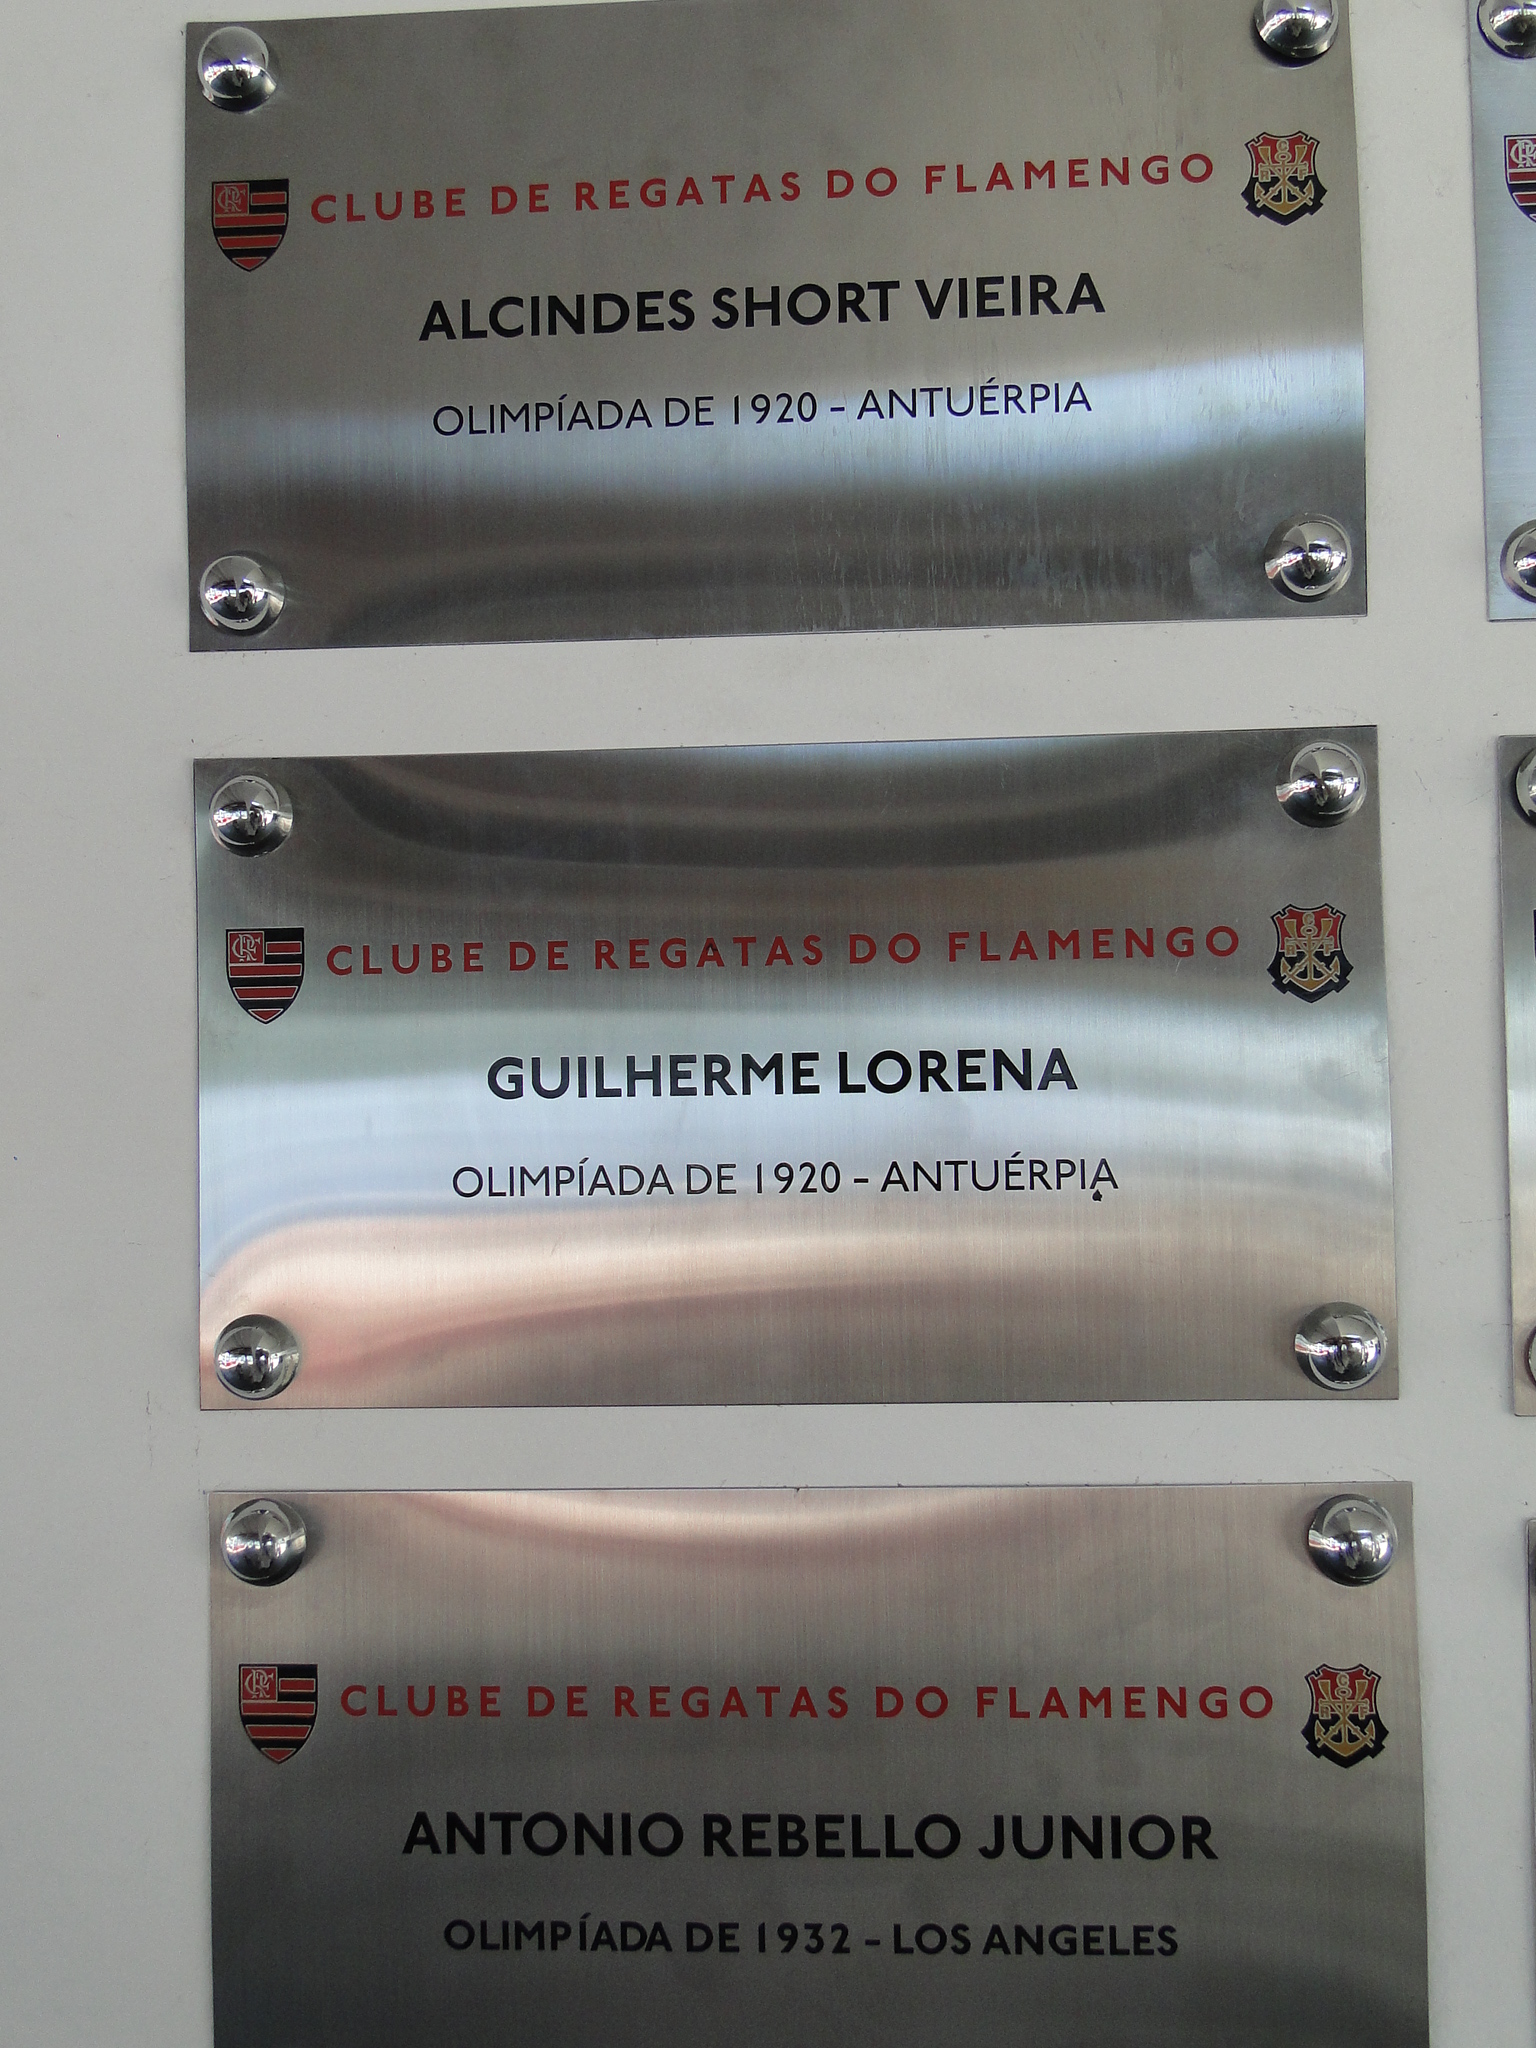 CLUBE DE REGATAS DO FLAMENGO
ALCINDES SHORT VIEIRA
OLIMPÍADA DE 1920 - ANTUÉRPIA
CLUBE DE REGATAS DO FLAMENGO
GUILHERME LORENA
OLIMPÍADA DE 1920 - ANTUÉRPIA
CLUBE DE REGATAS DO FLAMENGO
ANTONIO REBELLO JUNIOR
OLIMPÍADA DE 1932 - LOS ANGELES